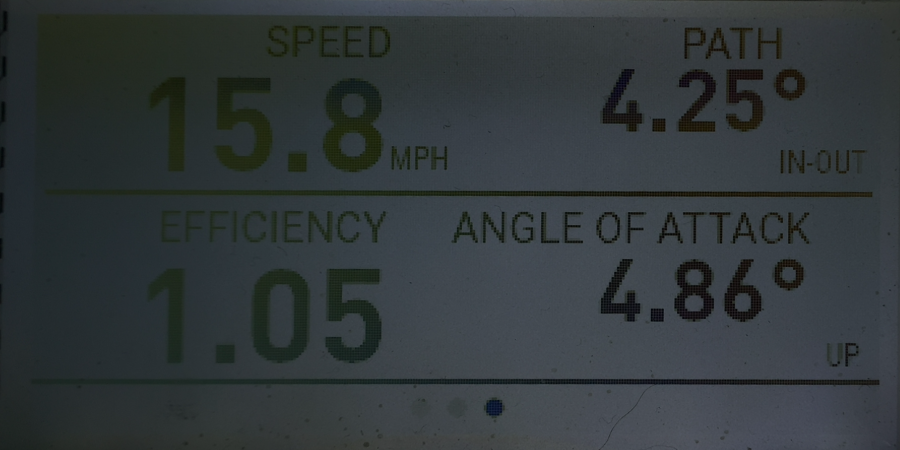 SPEED
15.8 MPH
PATH
4.25°
IN-OUT
EFFICIENCY
1.05
ANGLE OF ATTACK
4.86°
UP